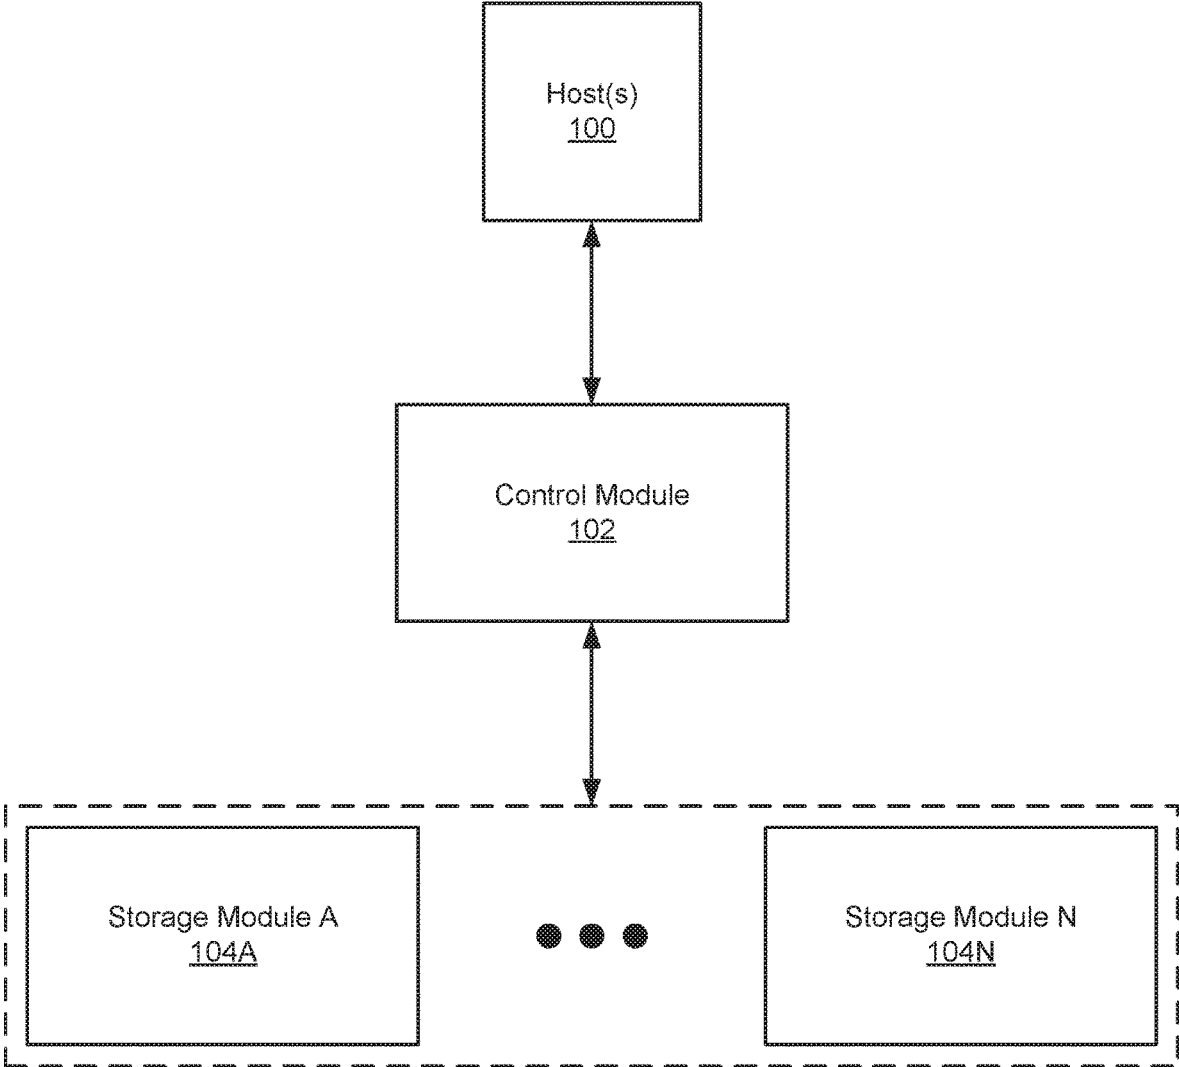 Host(s)
100
Control Module
102
Storage Module A
104A
Storage Module N
104N